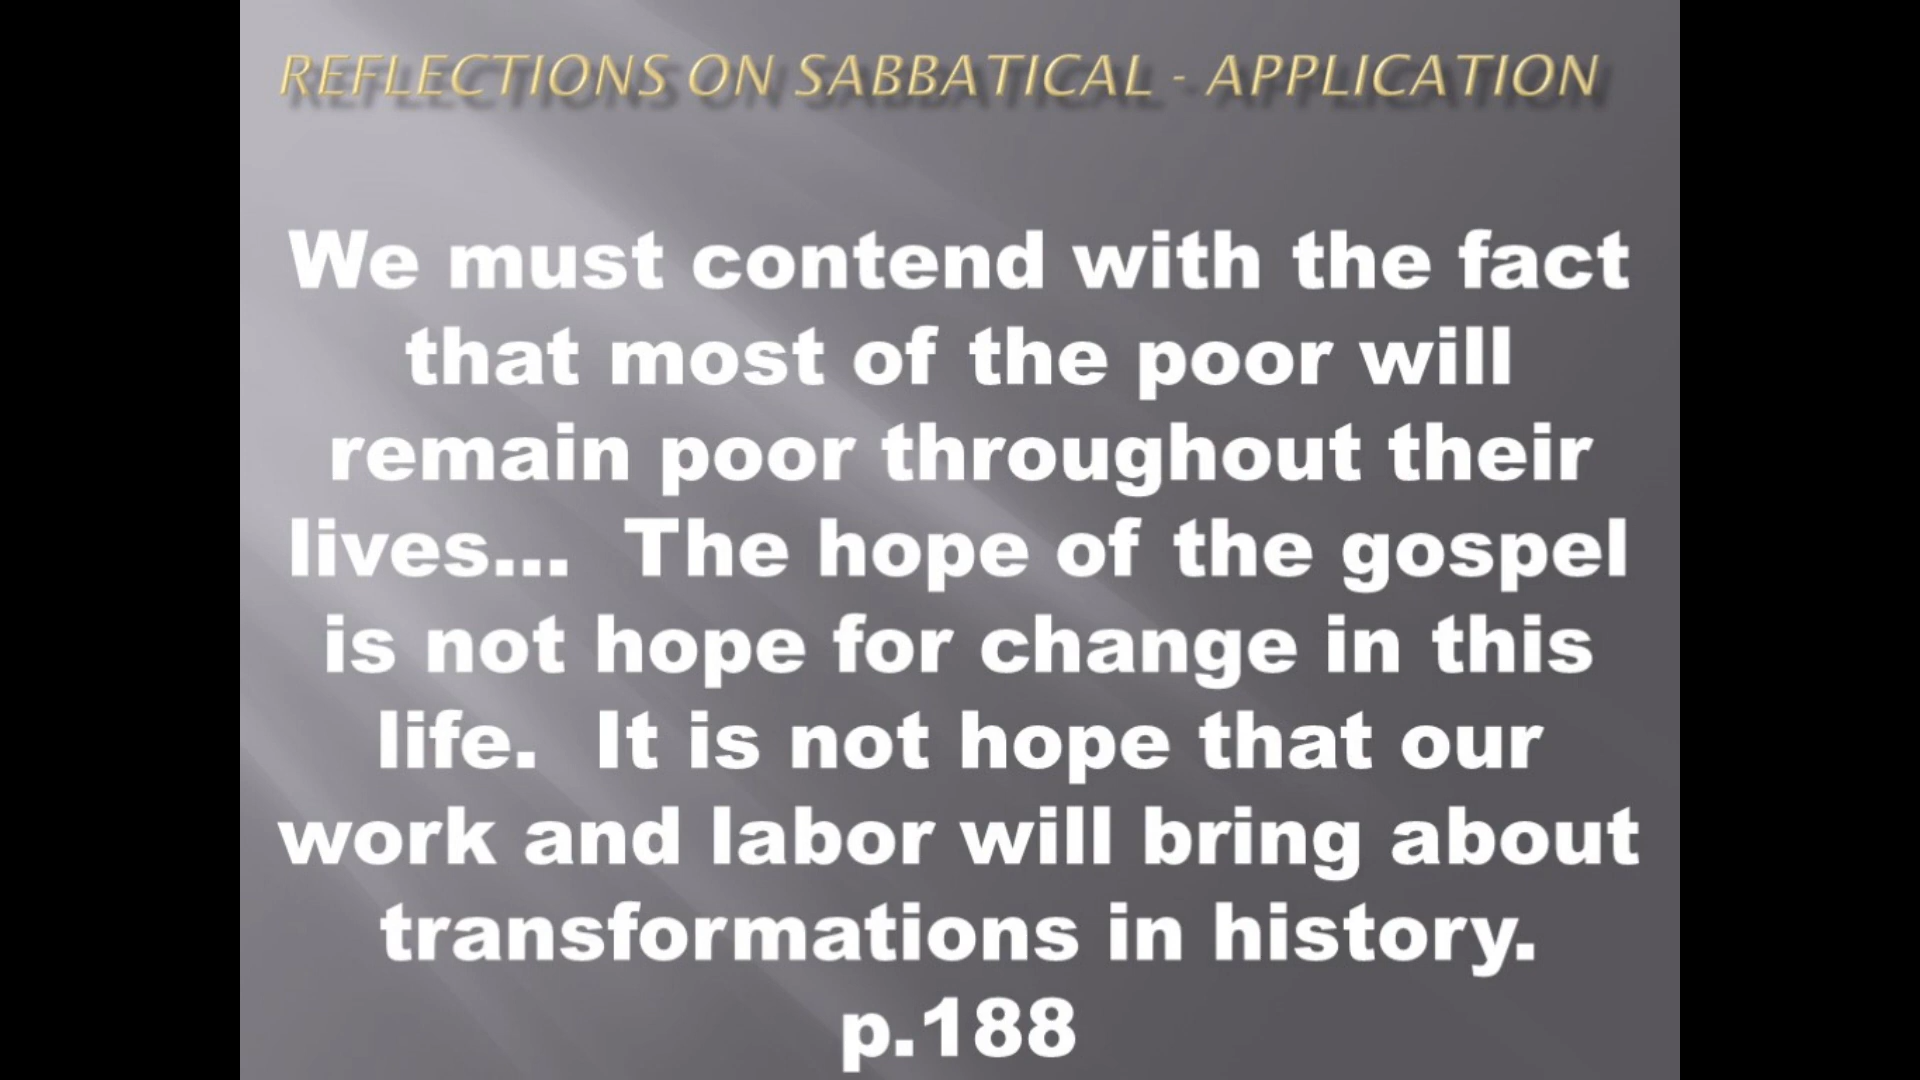 REFLECTIONS ON SABBATICAL - APPLICATION
We must contend with the fact
that most of the poor will
remain poor throughout their
lives... The hope of the gospel
is not hope for change in this
life. It is not hope that our
work and labor will bring about
transformations in history.
p.188